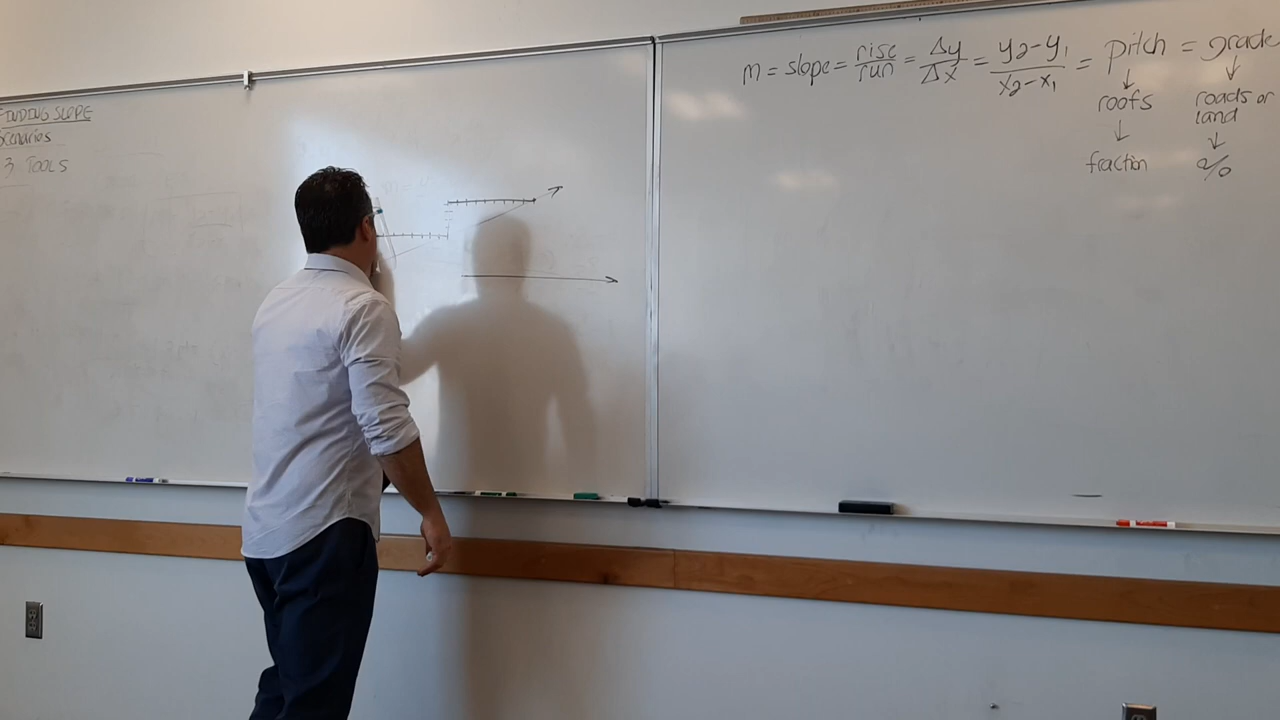 FINDING SLOPE
Scenarios
3 TOOLS
m = slope = rise/run = Δy/Δx = y₂-y₁/x₂-x₁ = pitch = grade
roofs
roads or
land
fraction
%